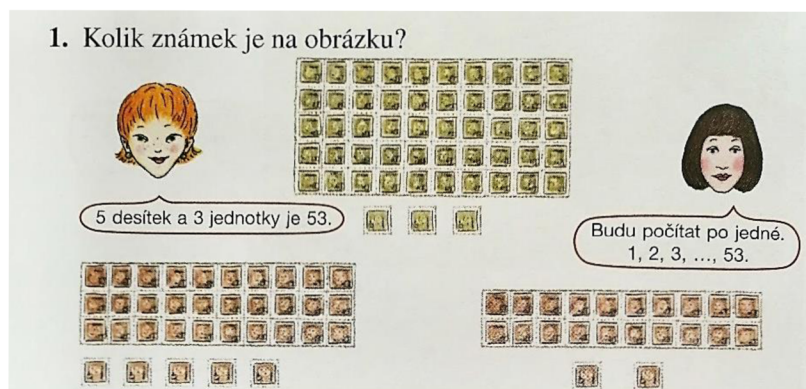 1. Kolik známek je na obrázku?
5 desítek a 3 jednotky je 53.
Budu počítat po jedné.
1, 2, 3, ..., 53.